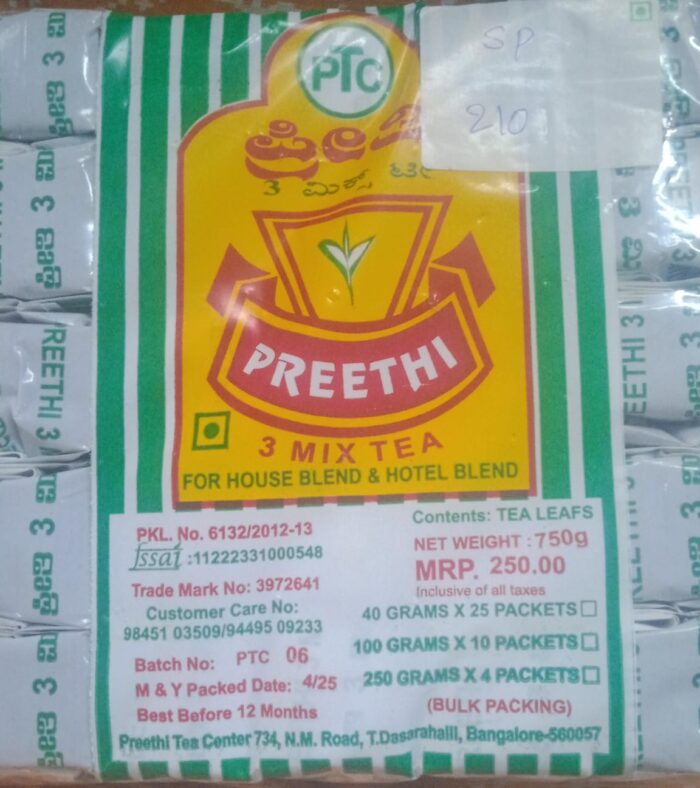 SP
210
PTC
3 ಮಿಕ್ಸ್ ಟೀ
PREETHI
3 MIX TEA
FOR HOUSE BLEND & HOTEL BLEND
PKL. No. 6132/2012-13
fssai :11222331000548
Trade Mark No: 3972641
Customer Care No:
98451 03509/94495 09233
Batch No: PTC 06
M & Y Packed Date: 4/25
Best Before 12 Months
Contents: TEA LEAFS
NET WEIGHT : 750g
MRP. 250.00
Inclusive of all taxes
40 GRAMS X 25 PACKETS
100 GRAMS X 10 PACKETS
250 GRAMS X 4 PACKETS
(BULK PACKING)
Preethi Tea Center 734, N.M. Road, T.Dasarahalli, Bangalore-560057